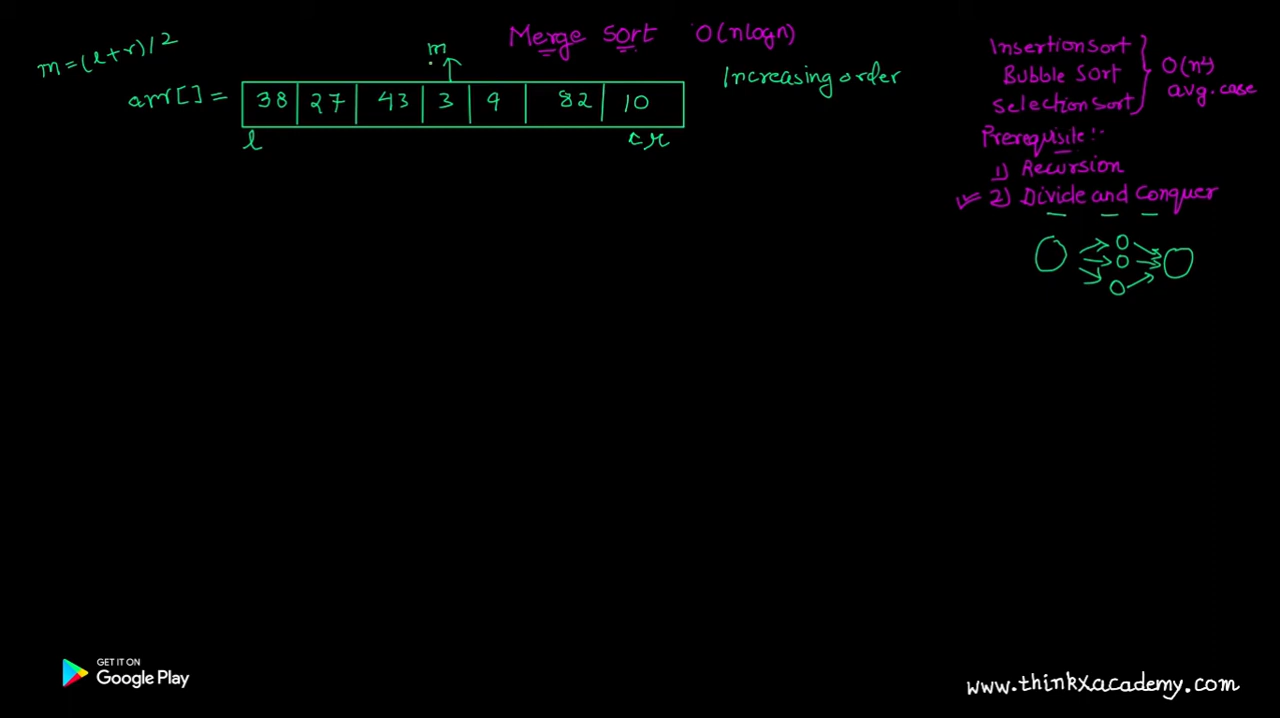 Merge Sort O(nlogn)
m=(l+r)/2
m
Increasing order
arr[] = 38 27 43 3 9 82 10
l r
Insertion sort
Bubble Sort
Selection sort
O(n²)
avg. case
Prerequisite:-
1) Recursion
2) Divide and Conquer
GET IT ON
Google Play
www.thinkxacademy.com